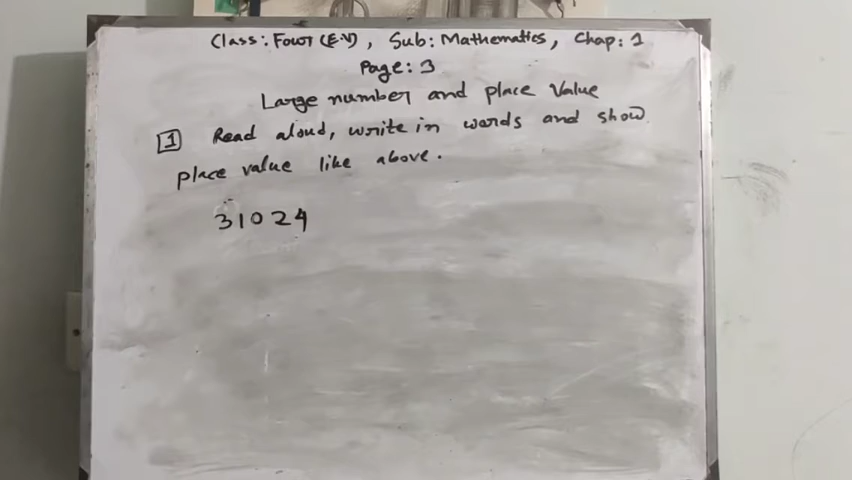 Class: Four (E.V), Sub: Mathematics, Chap: 1
Page: 3
Large number and place Value
1 Read aloud, write in words and show
place value like above.
31024